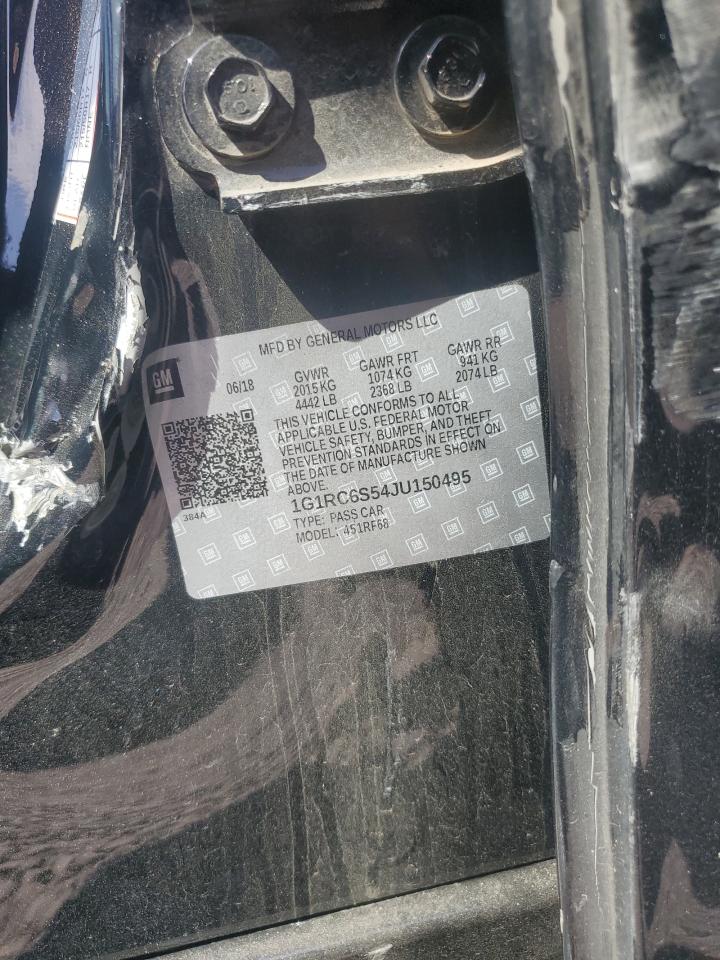 MFD BY GENERAL MOTORS LLC
GM
06/18
GVWR GAWR FRT GAWR RR
2015 KG 1074 KG 941 KG
4442 LB 2368 LB 2074 LB
THIS VEHICLE CONFORMS TO ALL
APPLICABLE U.S. FEDERAL MOTOR
VEHICLE SAFETY, BUMPER, AND THEFT
PREVENTION STANDARDS IN EFFECT ON
THE DATE OF MANUFACTURE SHOWN
ABOVE.
384A
1G1RC6S54JU150495
TYPE: PASS CAR
MODEL: 451RF68